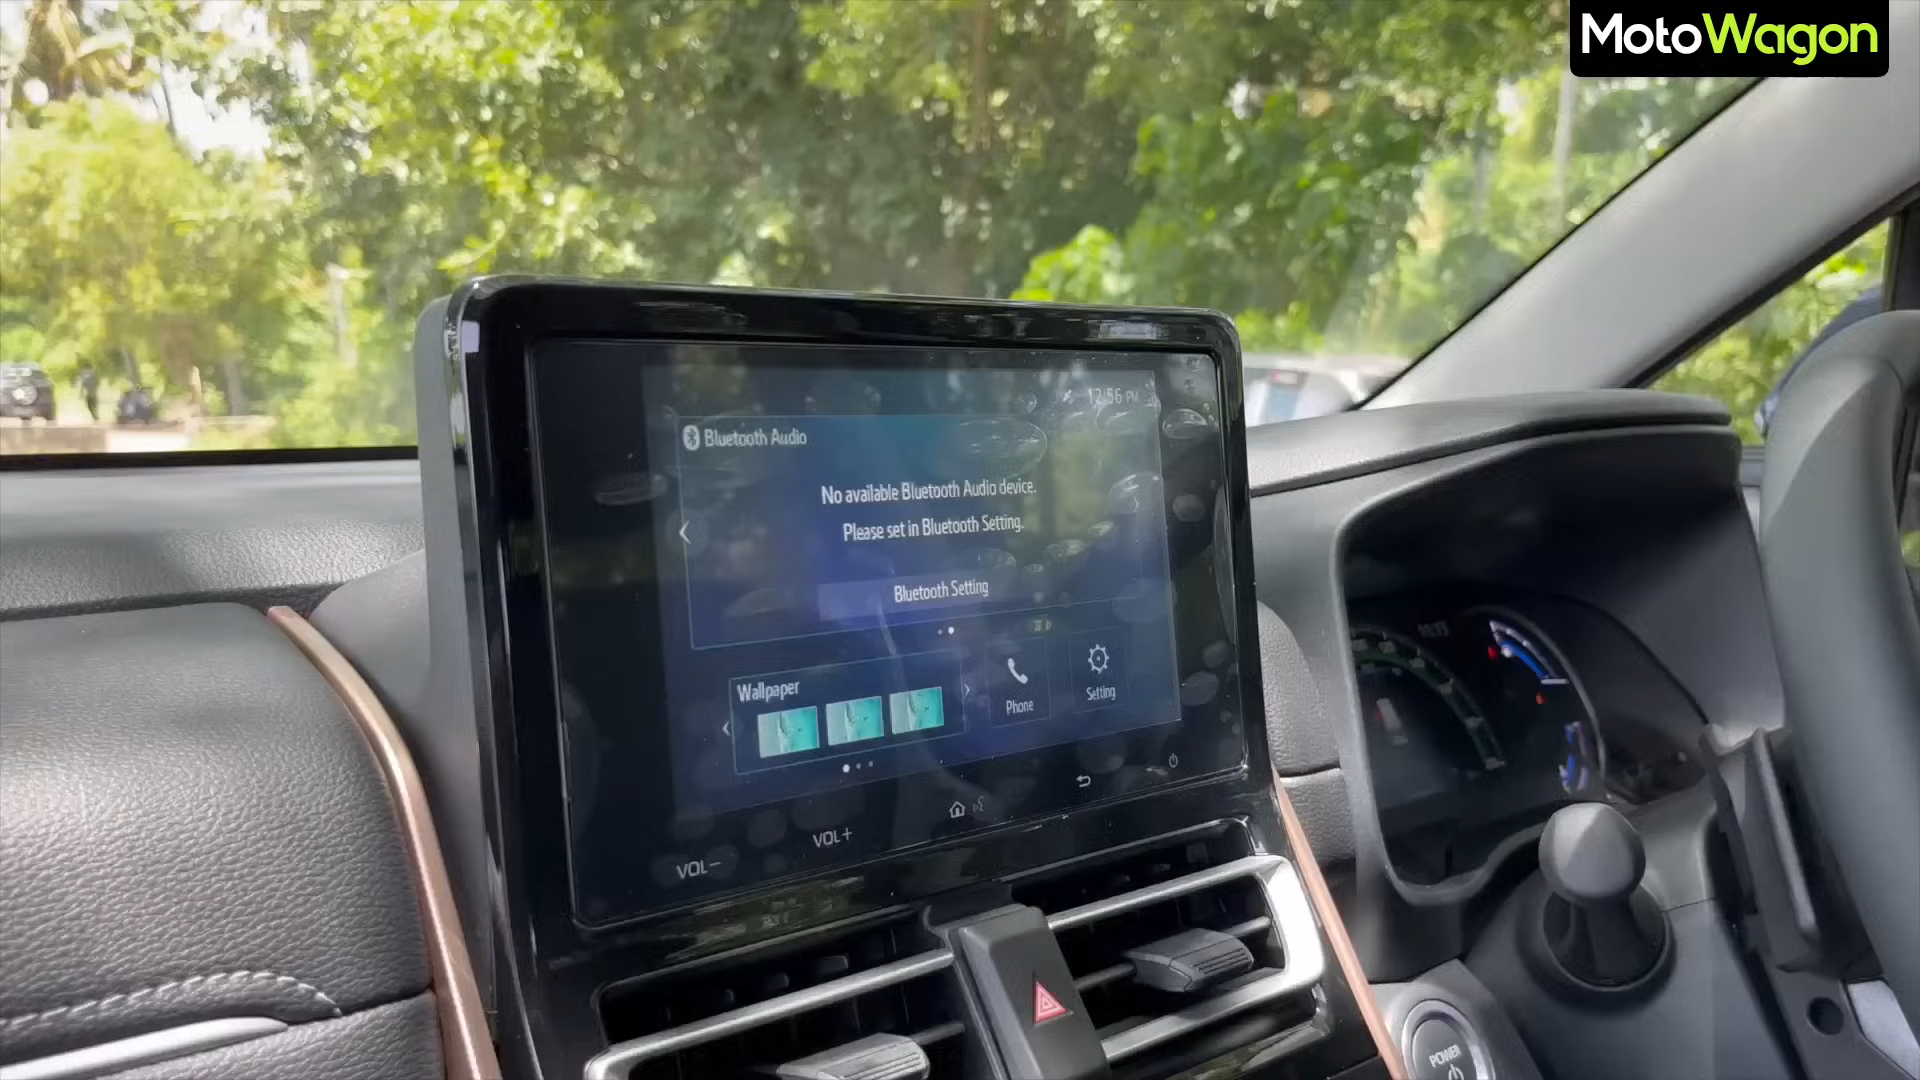 MotoWagon
12:56 PM
Bluetooth Audio
No available Bluetooth Audio device.
Please set in Bluetooth Setting.
Bluetooth Setting
Wallpaper
Phone
Setting
VOL-
VOL+
POWER